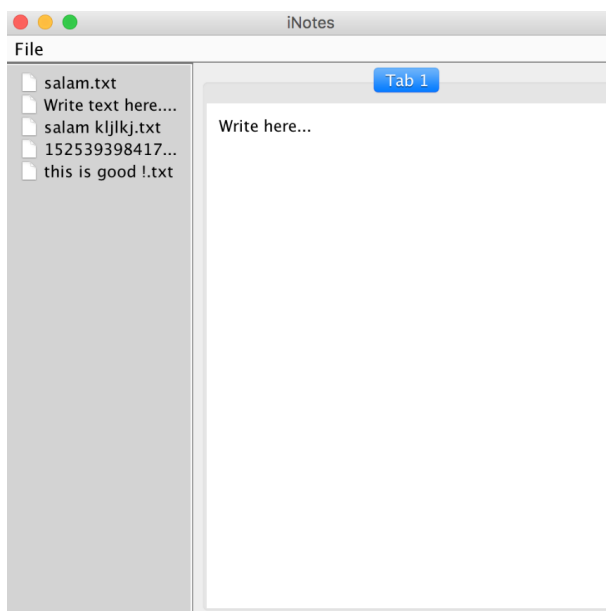 iNotes
File
salam.txt
Write text here....
salam kljlkj.txt
152539398417...
this is good !.txt
Tab 1
Write here...